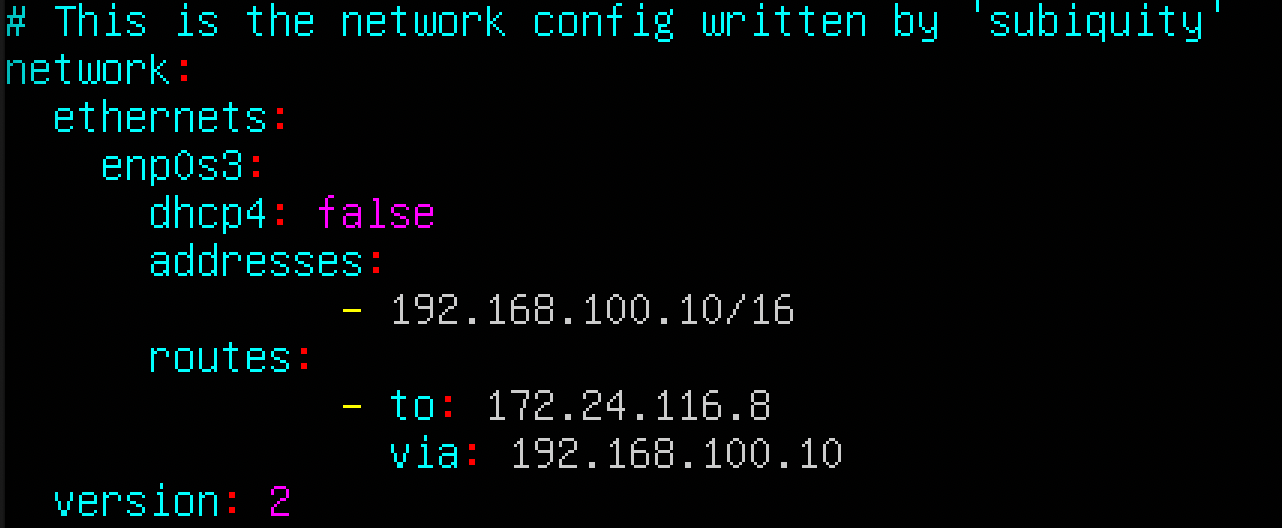 # This is the network config written by 'subiquity'
network:
  ethernets:
    enp0s3:
      dhcp4: false
      addresses:
              - 192.168.100.10/16
      routes:
              - to: 172.24.116.8
                via: 192.168.100.10
  version: 2